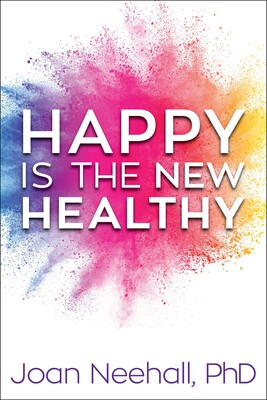 HAPPY
IS THE NEW
HEALTHY
Joan Neehall, PhD